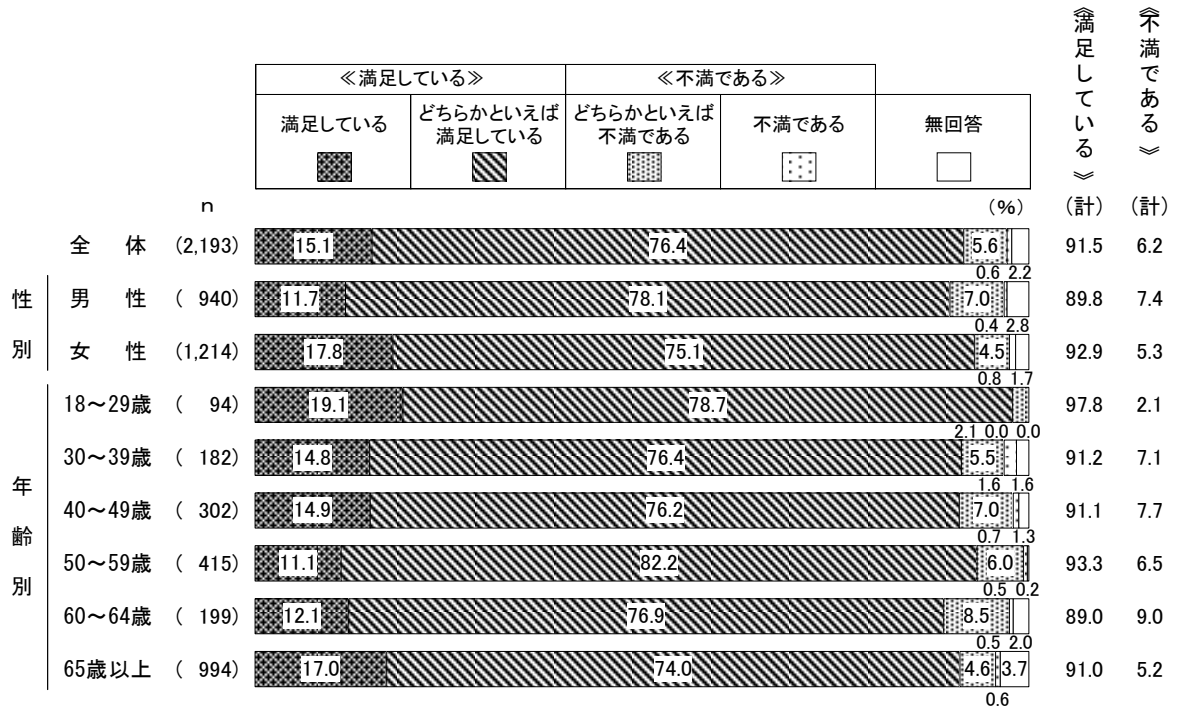 ≪満足している≫ ≪不満である≫ 《満足している》 《不満である》
満足している どちらかといえば満足している どちらかといえば不満である 不満である 無回答
n (%) (計) (計)
全 体 (2,193) 15.1 76.4 5.6 91.5 6.2
0.6 2.2
性別
男 性 ( 940) 11.7 78.1 7.0 89.8 7.4
0.4 2.8
女 性 (1,214) 17.8 75.1 4.5 92.9 5.3
0.8 1.7
年齢別
18～29歳 ( 94) 19.1 78.7 97.8 2.1
2.1 0.0 0.0
30～39歳 ( 182) 14.8 76.4 5.5 91.2 7.1
1.6 1.6
40～49歳 ( 302) 14.9 76.2 7.0 91.1 7.7
0.7 1.3
50～59歳 ( 415) 11.1 82.2 6.0 93.3 6.5
0.5 0.2
60～64歳 ( 199) 12.1 76.9 8.5 89.0 9.0
0.5 2.0
65歳以上 ( 994) 17.0 74.0 4.6 3.7 91.0 5.2
0.6